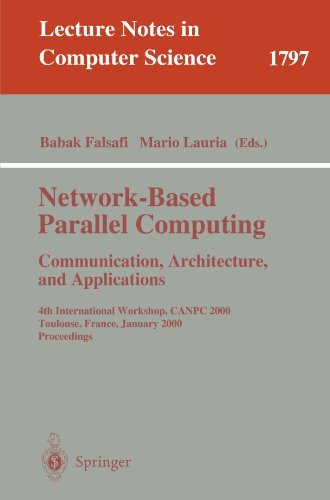 Lecture Notes in
Computer Science 1797
Babak Falsafi Mario Lauria (Eds.)
Network-Based
Parallel Computing
Communication, Architecture,
and Applications
4th International Workshop, CANPC 2000
Toulouse, France, January 2000
Proceedings
Springer